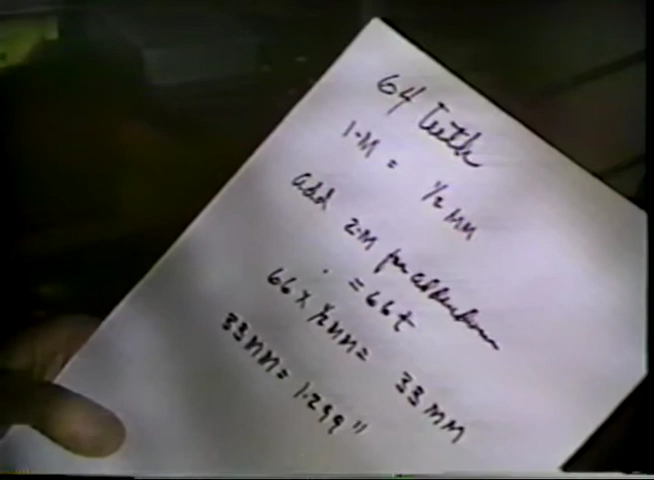 64 Teeth
1-M = 1/2 MM
add 2-M for addendum
= 66t
66 x 1/2 MM = 33 MM
33 MM = 1.299"